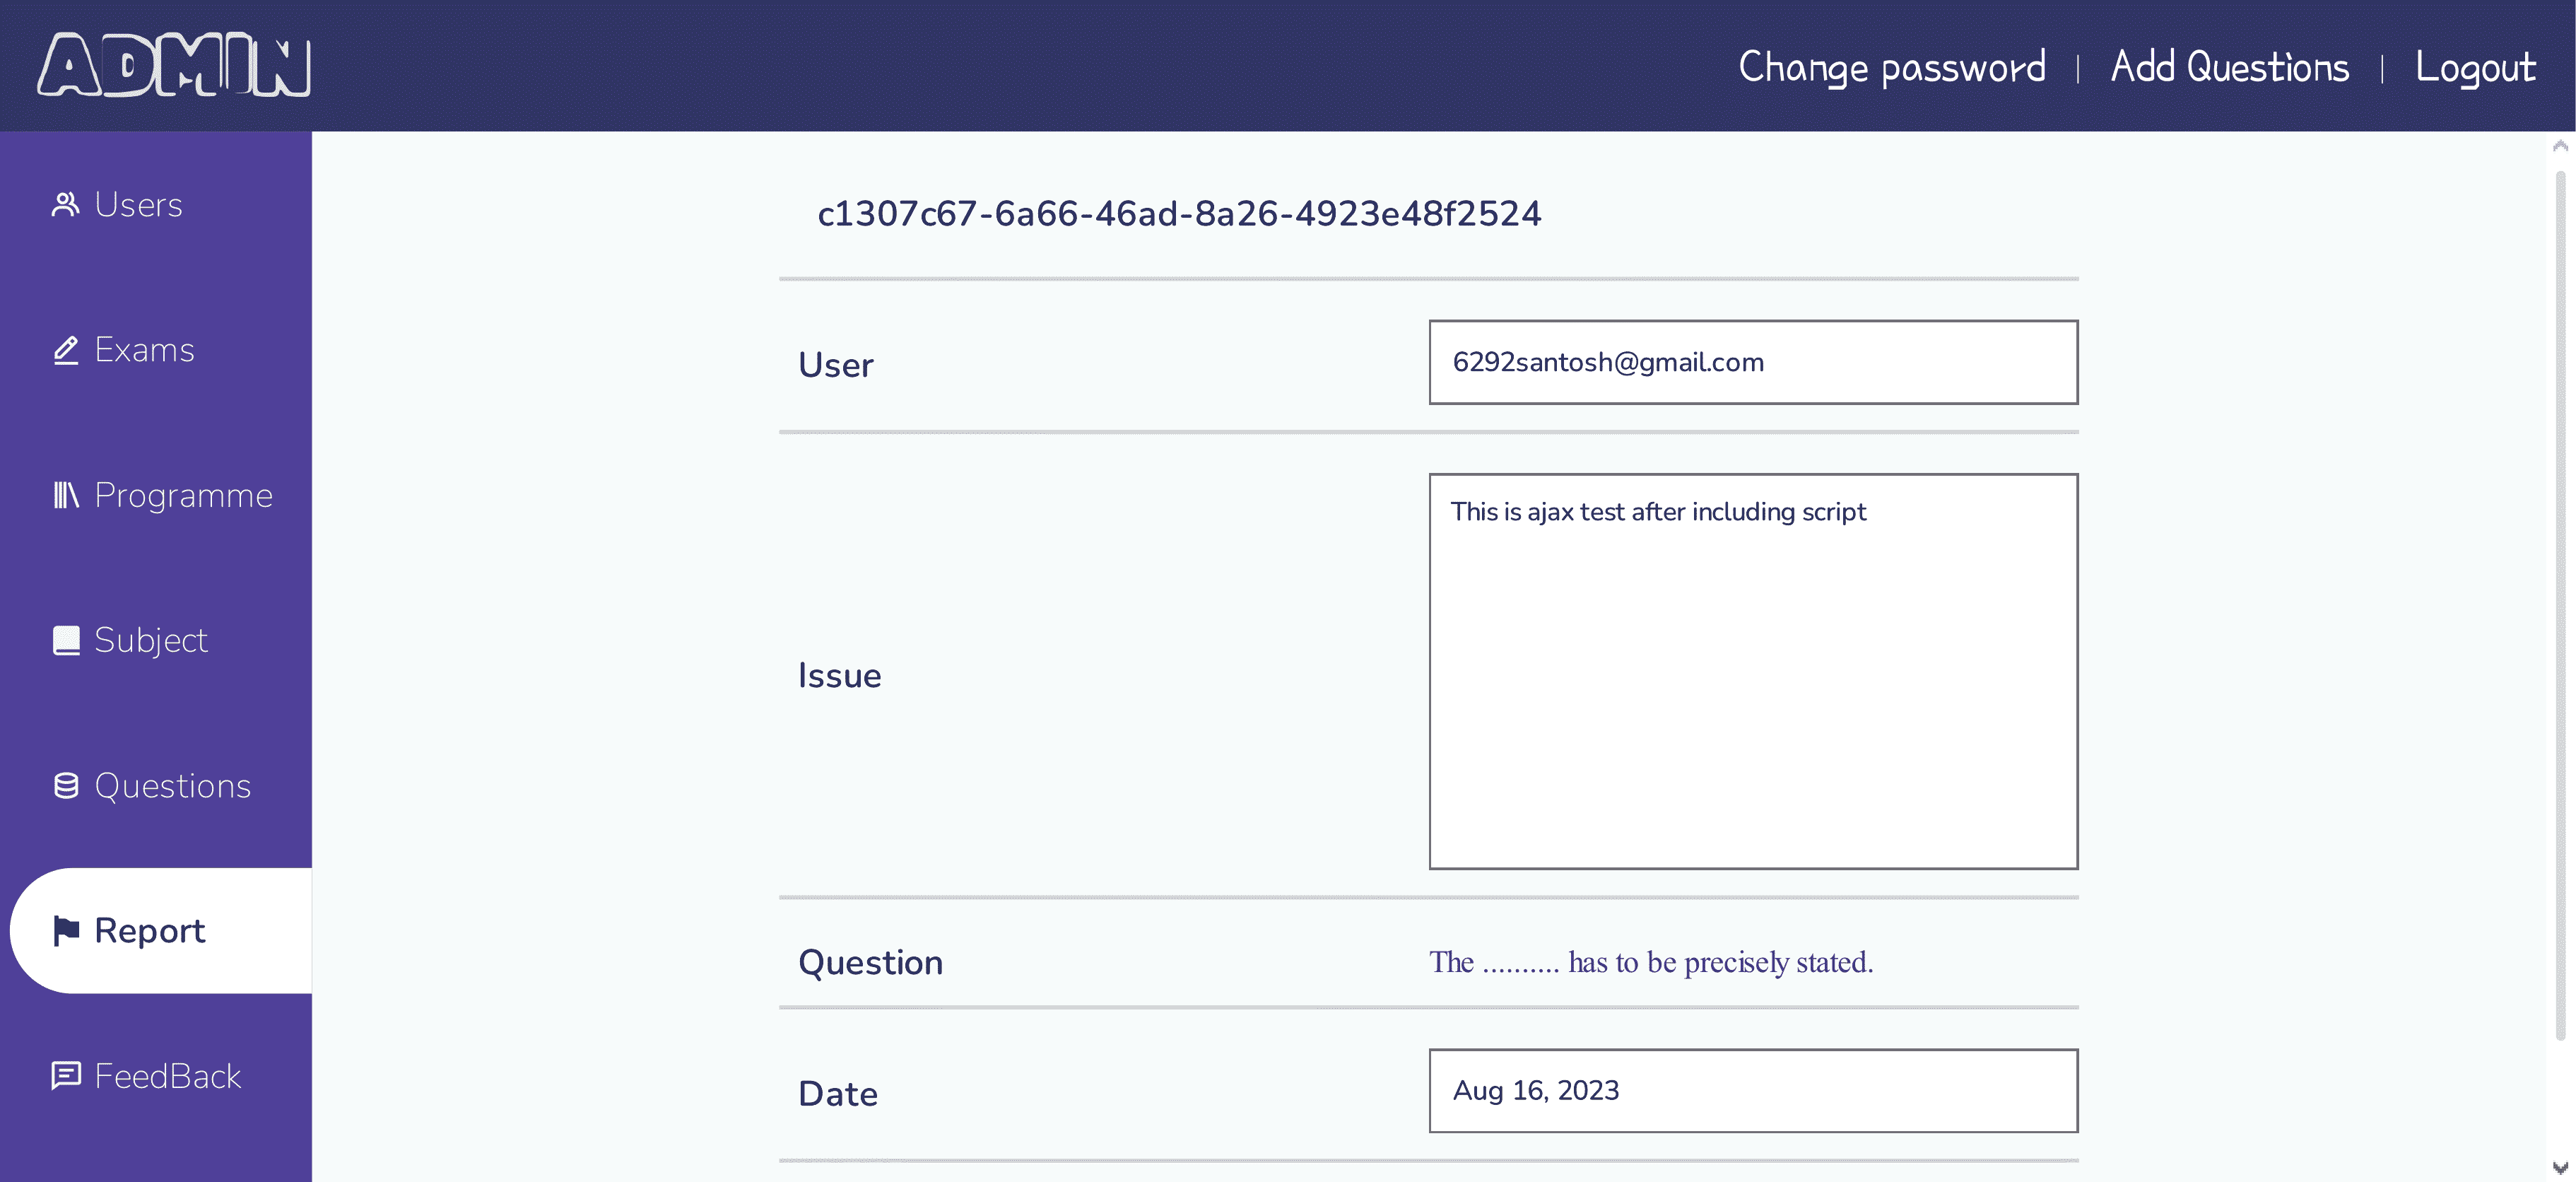 ADMIN
Change password | Add Questions | Logout
Users
Exams
Programme
Subject
Questions
Report
FeedBack
c1307c67-6a66-46ad-8a26-4923e48f2524
User
6292santosh@gmail.com
Issue
This is ajax test after including script
Question
The .......... has to be precisely stated.
Date
Aug 16, 2023